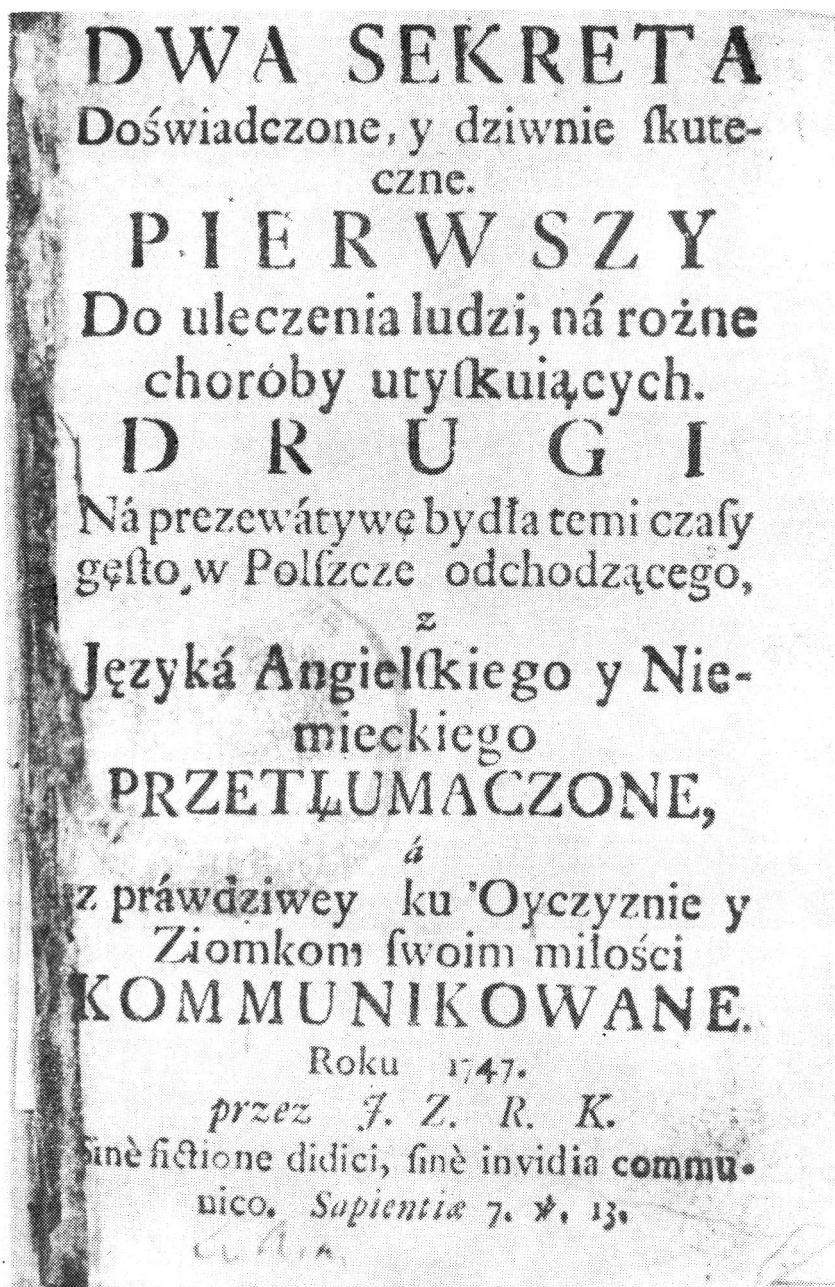 DWA SEKRETA
Doświadczone, y dziwnie ſkute-
czne.
PIERWSZY
Do uleczenia ludzi, ná rożne
choróby utyſkuiących.
DRUGI
Ná prezewátywę bydła temi czaſy
gęſto w Polſzcze odchodzącego,
z
Języká Angielſkiego y Nie-
mieckiego
PRZETŁUMACZONE,
á
z práwdziwey ku Oyczyznie y
Ziomkom ſwoim miłości
KOMMUNIKOWANE.
Roku 1747.
przez J. Z. R. K.
Sinè fictione didici, ſinè invidia commu-
nico. Sapientiæ 7. ℣. 13.